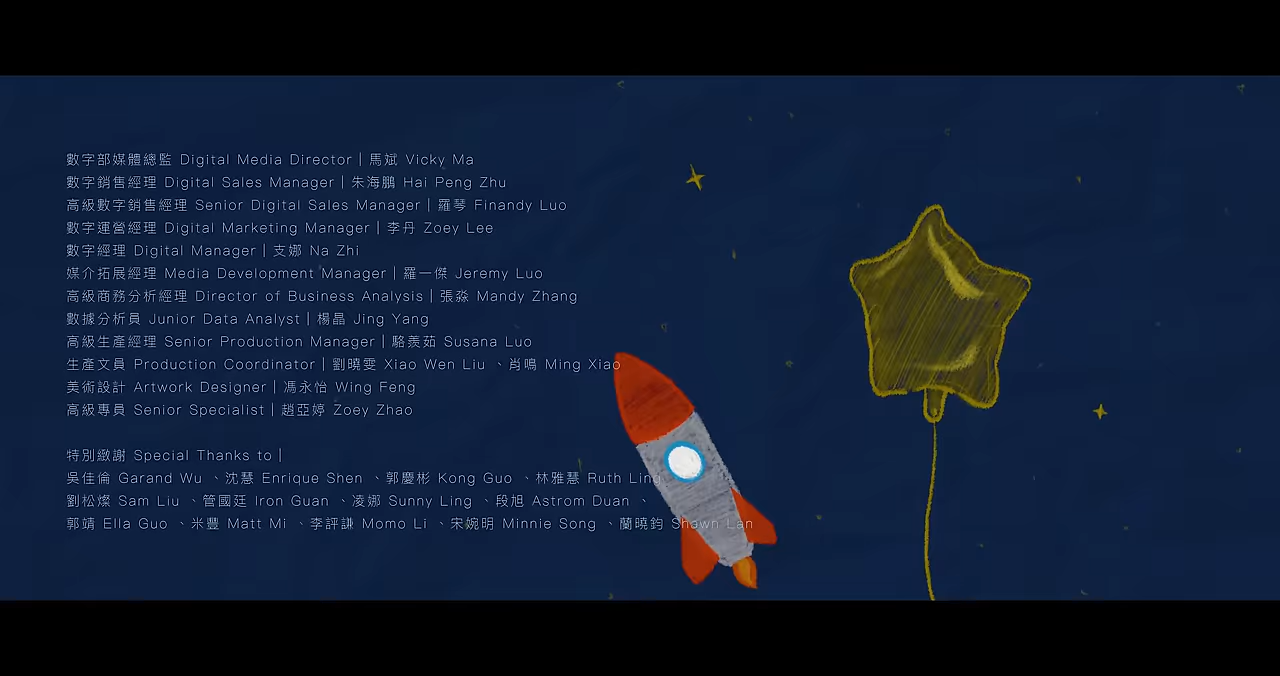 數字部媒體總監 Digital Media Director | 馬斌 Vicky Ma
數字銷售經理 Digital Sales Manager | 朱海鵬 Hai Peng Zhu
高級數字銷售經理 Senior Digital Sales Manager | 羅琴 Finandy Luo
數字運營經理 Digital Marketing Manager | 李丹 Zoey Lee
數字經理 Digital Manager | 支娜 Na Zhi
媒介拓展經理 Media Development Manager | 羅一傑 Jeremy Luo
高級商務分析經理 Director of Business Analysis | 張淼 Mandy Zhang
數據分析員 Junior Data Analyst | 楊晶 Jing Yang
高級生產經理 Senior Production Manager | 駱羨茹 Susana Luo
生產文員 Production Coordinator | 劉曉雯 Xiao Wen Liu 、肖鳴 Ming Xiao
美術設計 Artwork Designer | 馮永怡 Wing Feng
高級專員 Senior Specialist | 趙亞婷 Zoey Zhao
特別緻謝 Special Thanks to |
吳佳倫 Garand Wu 、沈慧 Enrique Shen 、郭慶彬 Kong Guo 、林雅慧 Ruth Ling
劉松燦 Sam Liu 、管國廷 Iron Guan 、凌娜 Sunny Ling 、段旭 Astrom Duan 、
郭靖 Ella Guo 、米豐 Matt Mi 、李評謙 Momo Li 、宋婉明 Minnie Song 、蘭曉鈞 Shawn Lan